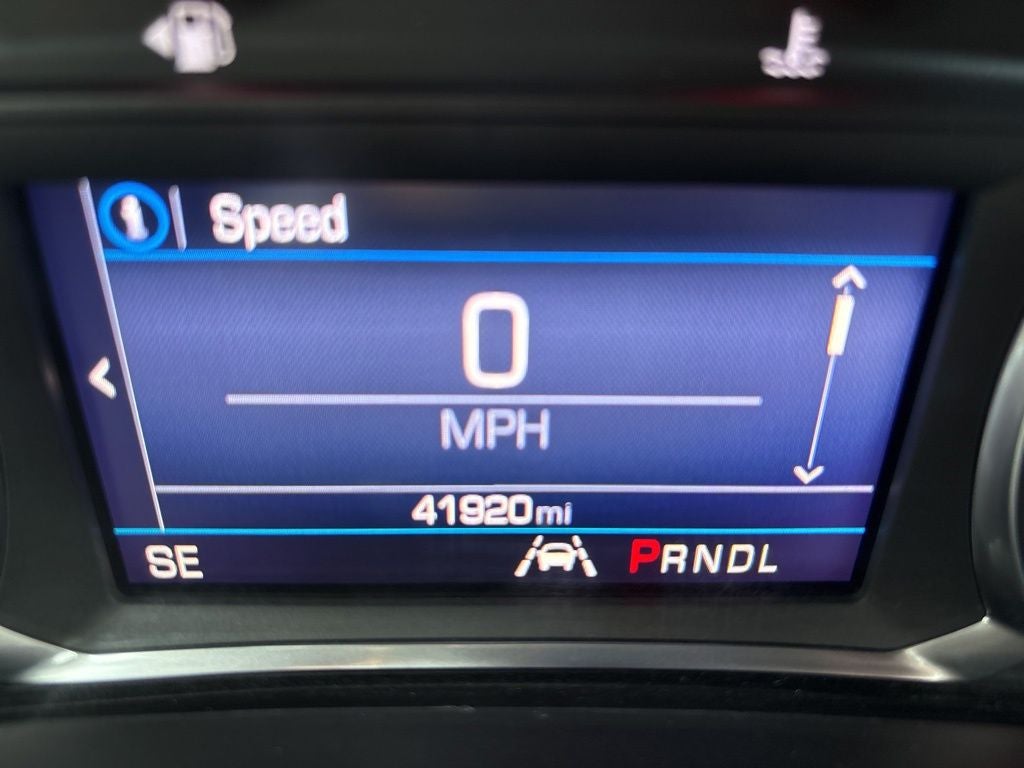 Speed
0
MPH
41920mi
SE PRNDL